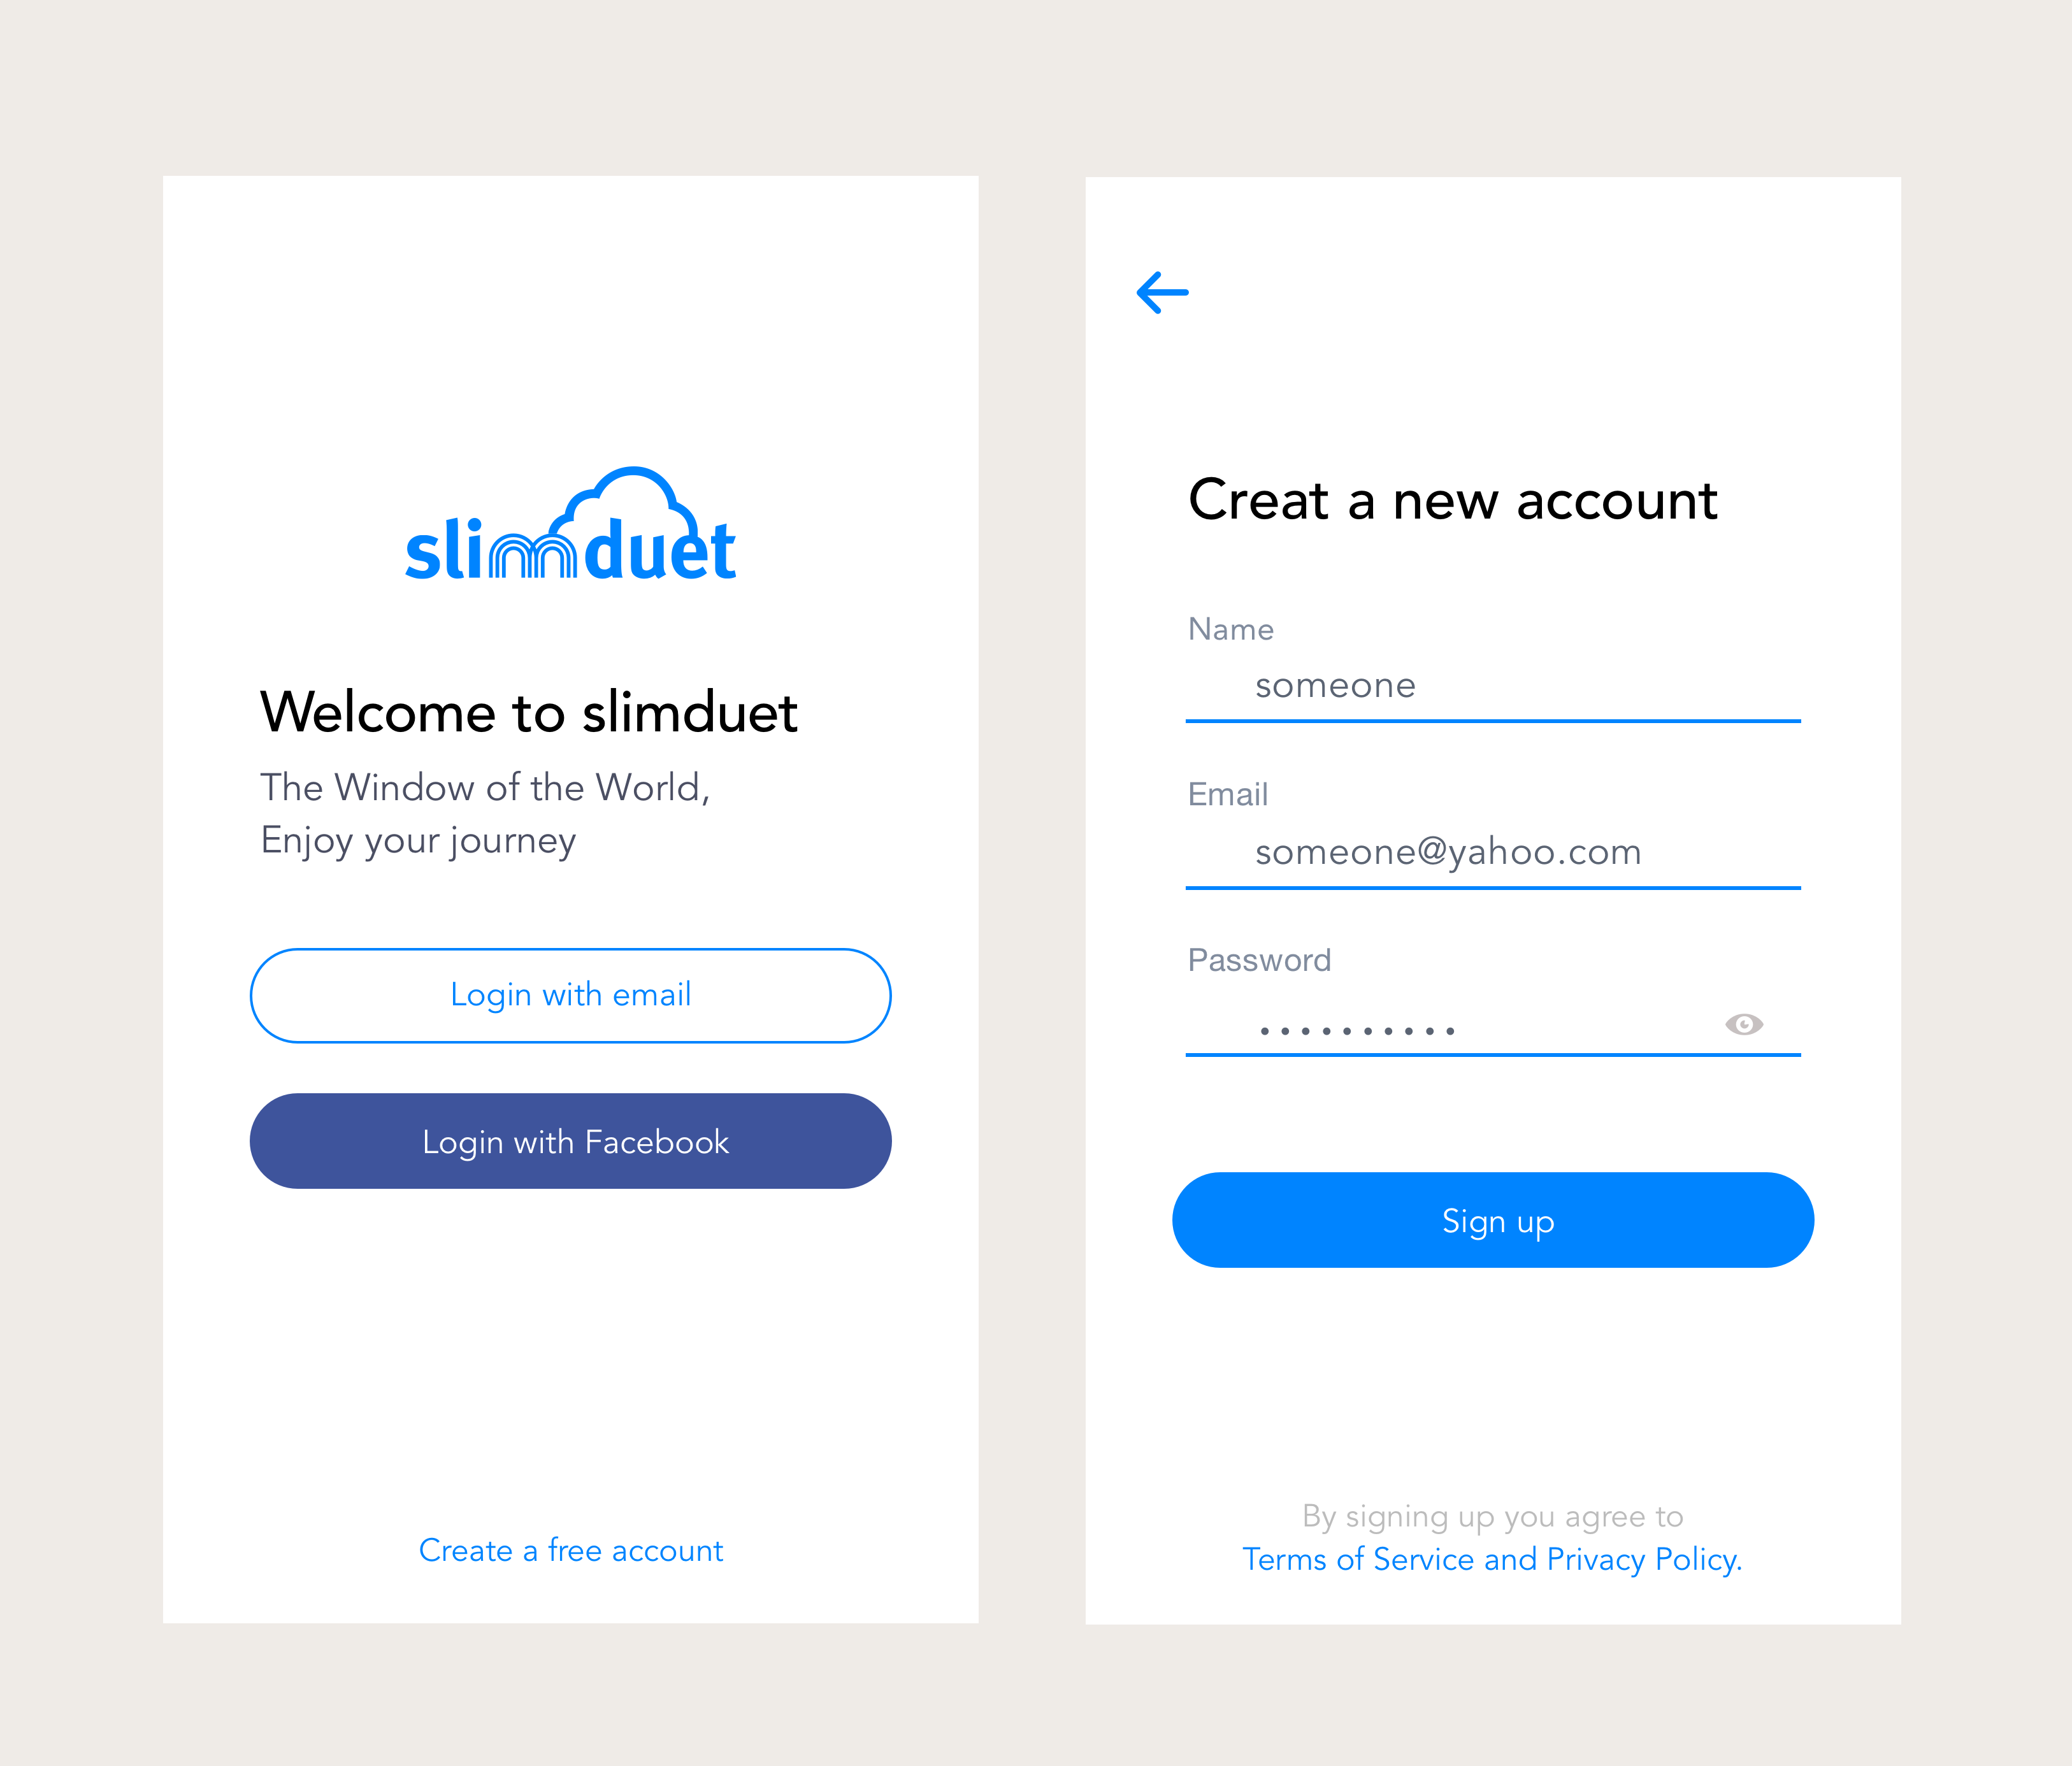 slimduet
Welcome to slimduet
The Window of the World,
Enjoy your journey
Login with email
Login with Facebook
Create a free account
Creat a new account
Name
someone
Email
someone@yahoo.com
Password
Sign up
By signing up you agree to
Terms of Service and Privacy Policy.